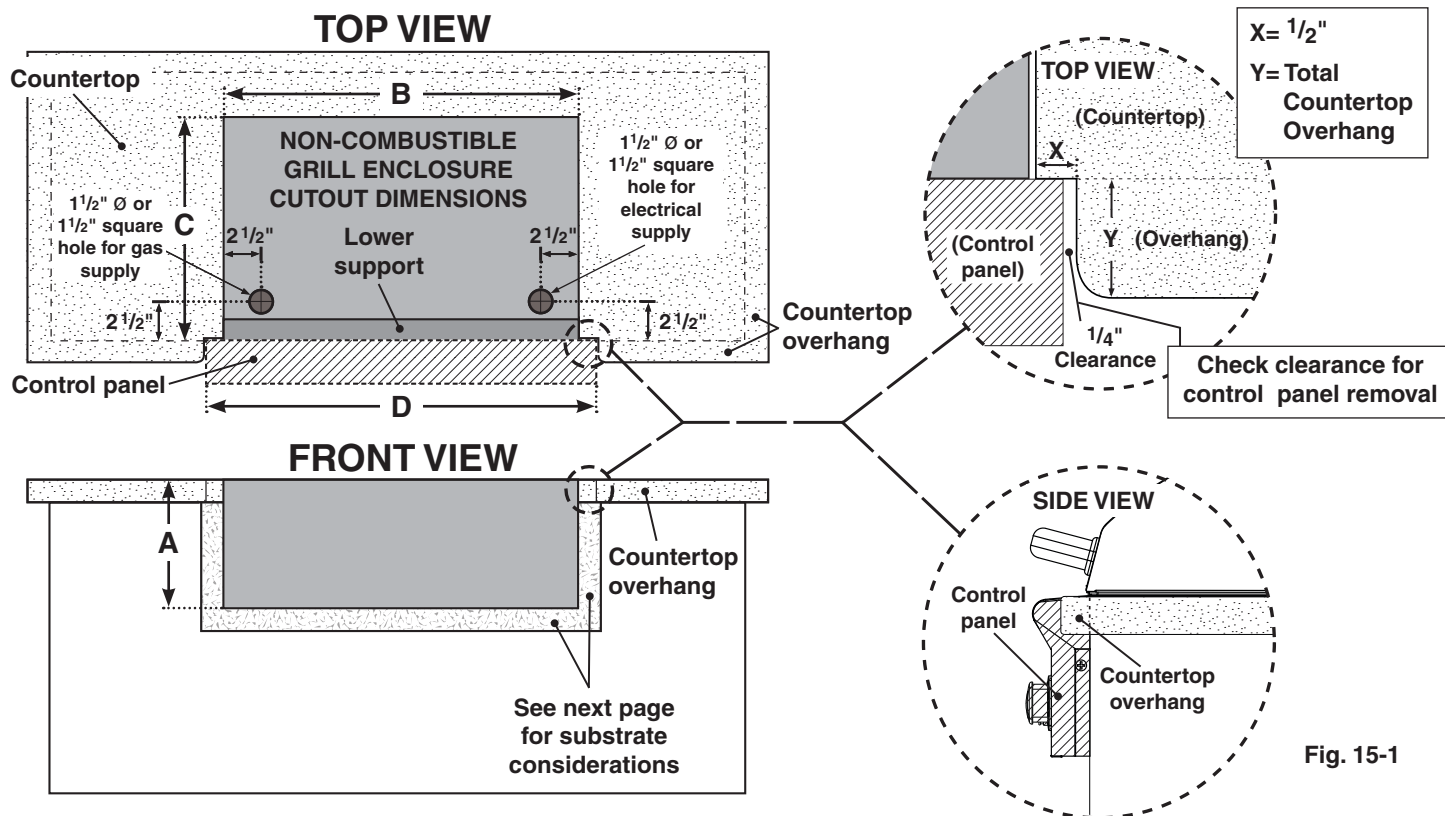 TOP VIEW
Countertop
B
NON-COMBUSTIBLE
GRILL ENCLOSURE
CUTOUT DIMENSIONS
1 1/2" Ø or
1 1/2" square
hole for
electrical
supply
1 1/2" Ø or
1 1/2" square
hole for gas
supply
C
2 1/2"
Lower
support
2 1/2"
2 1/2"
2 1/2"
Countertop
overhang
Control panel
D
FRONT VIEW
A
Countertop
overhang
See next page
for substrate
considerations
X= 1/2"
Y= Total
Countertop
Overhang
TOP VIEW
(Countertop)
X
(Control
panel)
Y
(Overhang)
1/4"
Clearance
Check clearance for
control panel removal
SIDE VIEW
Control
panel
Countertop
overhang
Fig. 15-1